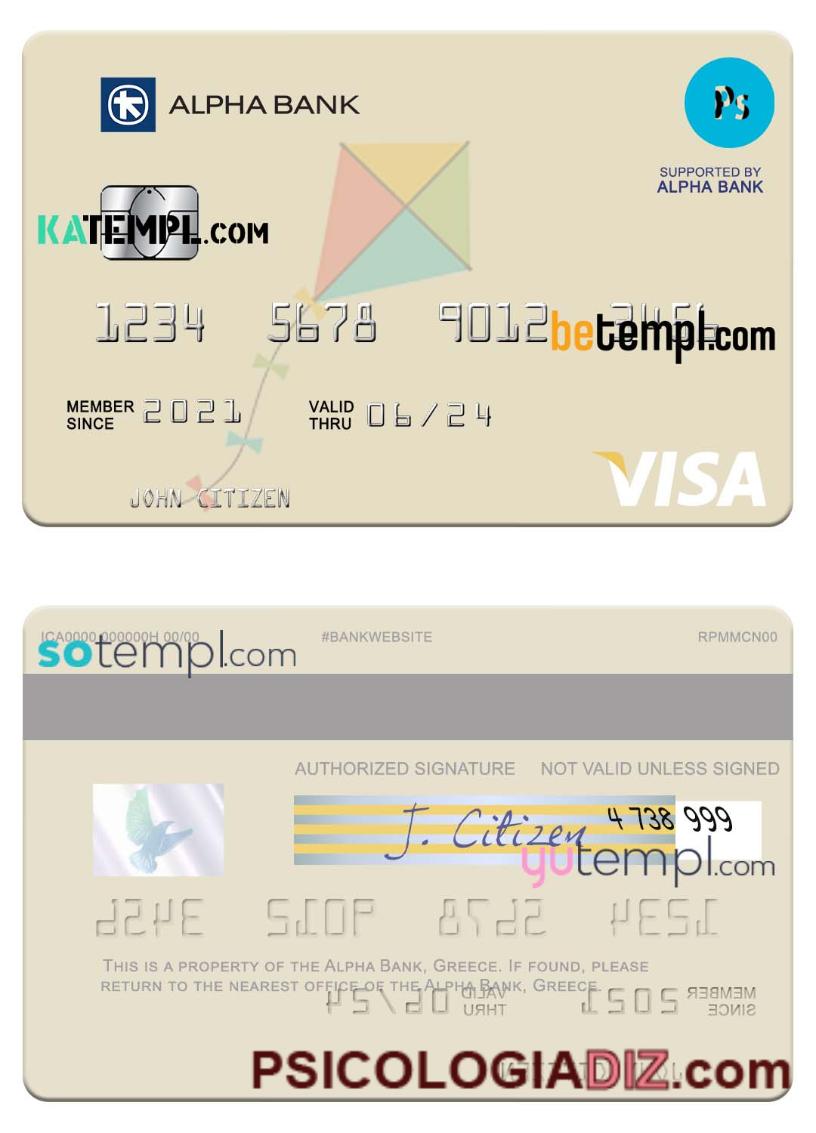 ALPHA BANK
Ps
SUPPORTED BY
ALPHA BANK
KATEMPL.COM
1234 5678 9012 3456
betempl.com
MEMBER SINCE 2021 VALID THRU 06/24
JOHN CITIZEN
VISA
ICA0000 000000H 00/00 #BANKWEBSITE RPMMCN00
sotempl.com
AUTHORIZED SIGNATURE NOT VALID UNLESS SIGNED
J. Citizen 4 738 999
yutempl.com
THIS IS A PROPERTY OF THE ALPHA BANK, GREECE. IF FOUND, PLEASE
RETURN TO THE NEAREST OFFICE OF THE ALPHA BANK, GREECE.
PSICOLOGIADIZ.com